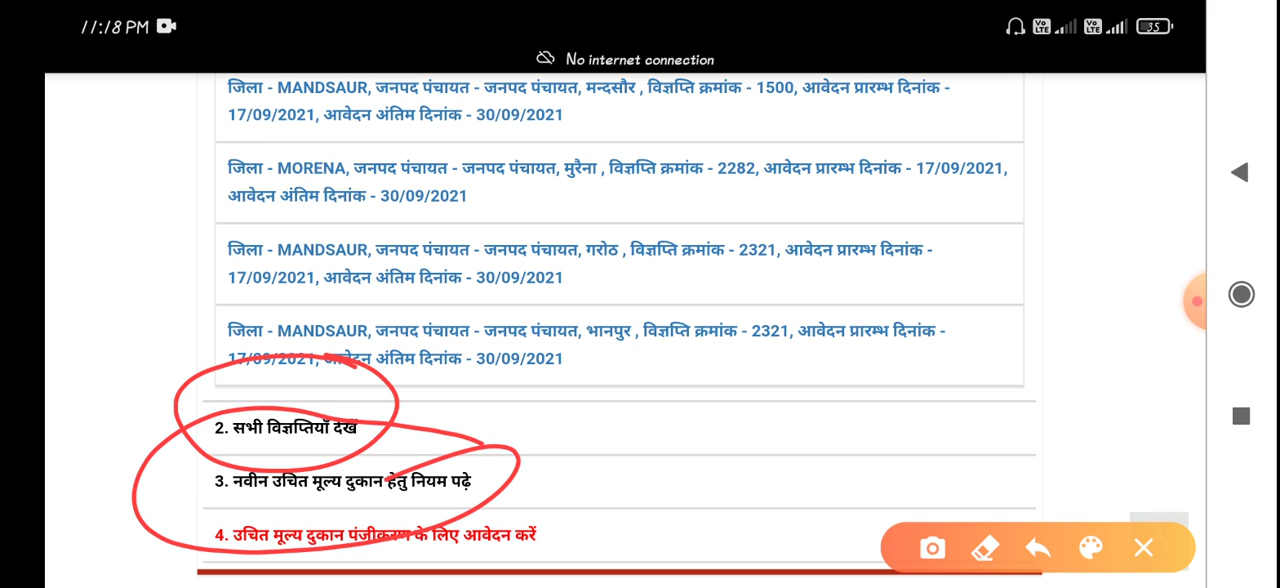 11:18 PM
Vo LTE Vo LTE 35
No internet connection
जिला - MANDSAUR, जनपद पंचायत - जनपद पंचायत, मन्दसौर , विज्ञप्ति क्रमांक - 1500, आवेदन प्रारम्भ दिनांक -
17/09/2021, आवेदन अंतिम दिनांक - 30/09/2021
जिला - MORENA, जनपद पंचायत - जनपद पंचायत, मुरैना , विज्ञप्ति क्रमांक - 2282, आवेदन प्रारम्भ दिनांक - 17/09/2021,
आवेदन अंतिम दिनांक - 30/09/2021
जिला - MANDSAUR, जनपद पंचायत - जनपद पंचायत, गरोठ , विज्ञप्ति क्रमांक - 2321, आवेदन प्रारम्भ दिनांक -
17/09/2021, आवेदन अंतिम दिनांक - 30/09/2021
जिला - MANDSAUR, जनपद पंचायत - जनपद पंचायत, भानपुर , विज्ञप्ति क्रमांक - 2321, आवेदन प्रारम्भ दिनांक -
17/09/2021, आवेदन अंतिम दिनांक - 30/09/2021
2. सभी विज्ञप्तियाँ देखें
3. नवीन उचित मूल्य दुकान हेतु नियम पढ़े
4. उचित मूल्य दुकान पंजीकरण के लिए आवेदन करें